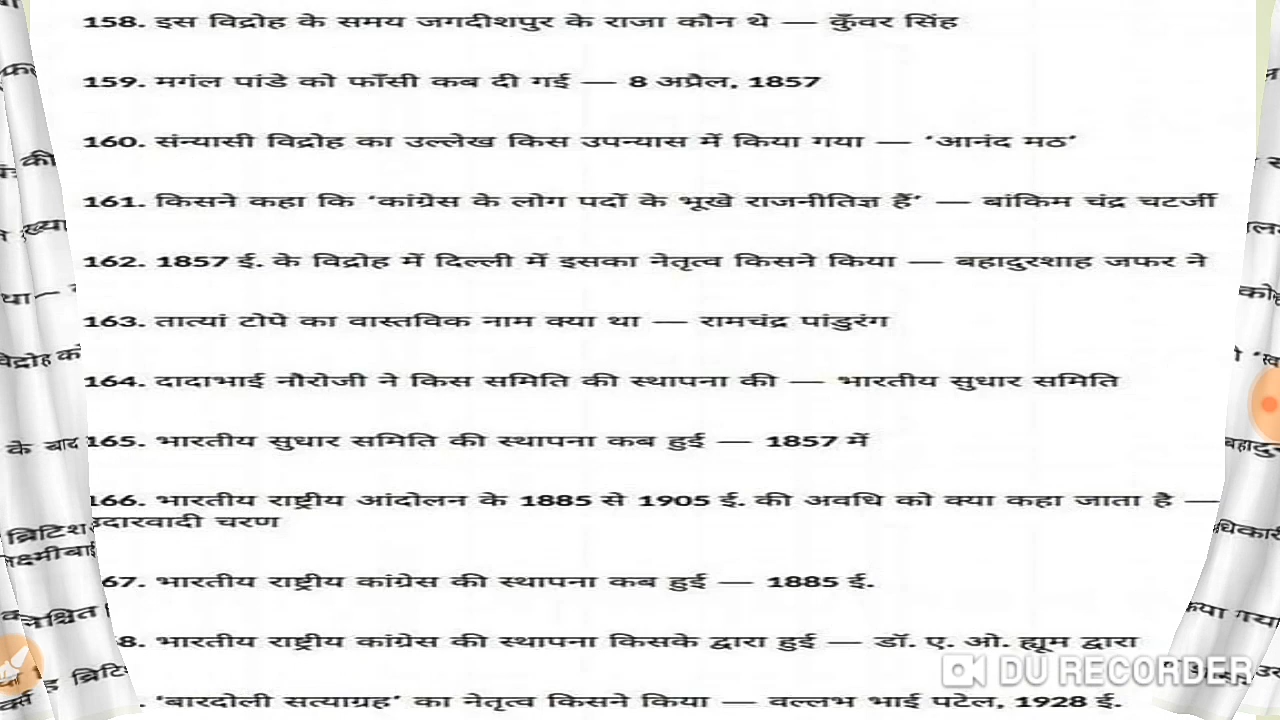 158. इस विद्रोह के समय जगदीशपुर के राजा कौन थे — कुँवर सिंह
159. मगंल पांडे को फाँसी कब दी गई — 8 अप्रैल, 1857
160. संन्यासी विद्रोह का उल्लेख किस उपन्यास में किया गया — ‘आनंद मठ’
161. किसने कहा कि ‘कांग्रेस के लोग पदों के भूखे राजनीतिज्ञ हैं’ — बांकिम चंद्र चटर्जी
162. 1857 ई. के विद्रोह में दिल्ली में इसका नेतृत्व किसने किया — बहादुरशाह जफर ने
163. तात्यां टोपे का वास्तविक नाम क्या था — रामचंद्र पांडुरंग
164. दादाभाई नौरोजी ने किस समिति की स्थापना की — भारतीय सुधार समिति
165. भारतीय सुधार समिति की स्थापना कब हुई — 1857 में
166. भारतीय राष्ट्रीय आंदोलन के 1885 से 1905 ई. की अवधि को क्या कहा जाता है —
उदारवादी चरण
67. भारतीय राष्ट्रीय कांग्रेस की स्थापना कब हुई — 1885 ई.
8. भारतीय राष्ट्रीय कांग्रेस की स्थापना किसके द्वारा हुई — डॉ. ए. ओ. ह्यूम द्वारा
. ‘बारदोली सत्याग्रह’ का नेतृत्व किसने किया — वल्लभ भाई पटेल, 1928 ई.
DU RECORDER